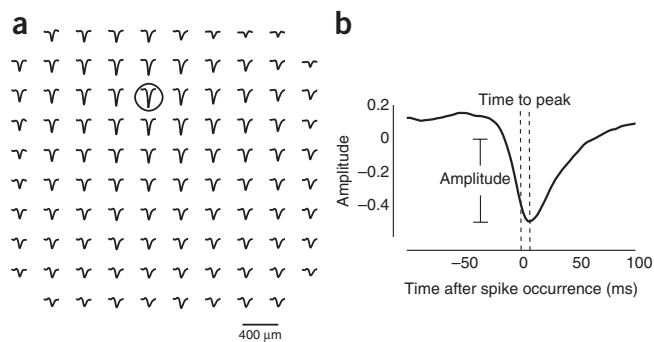 a
400 µm
b
Time to peak
0.2
0
−0.2
−0.4
Amplitude
Amplitude
−50
0
50
100
Time after spike occurrence (ms)